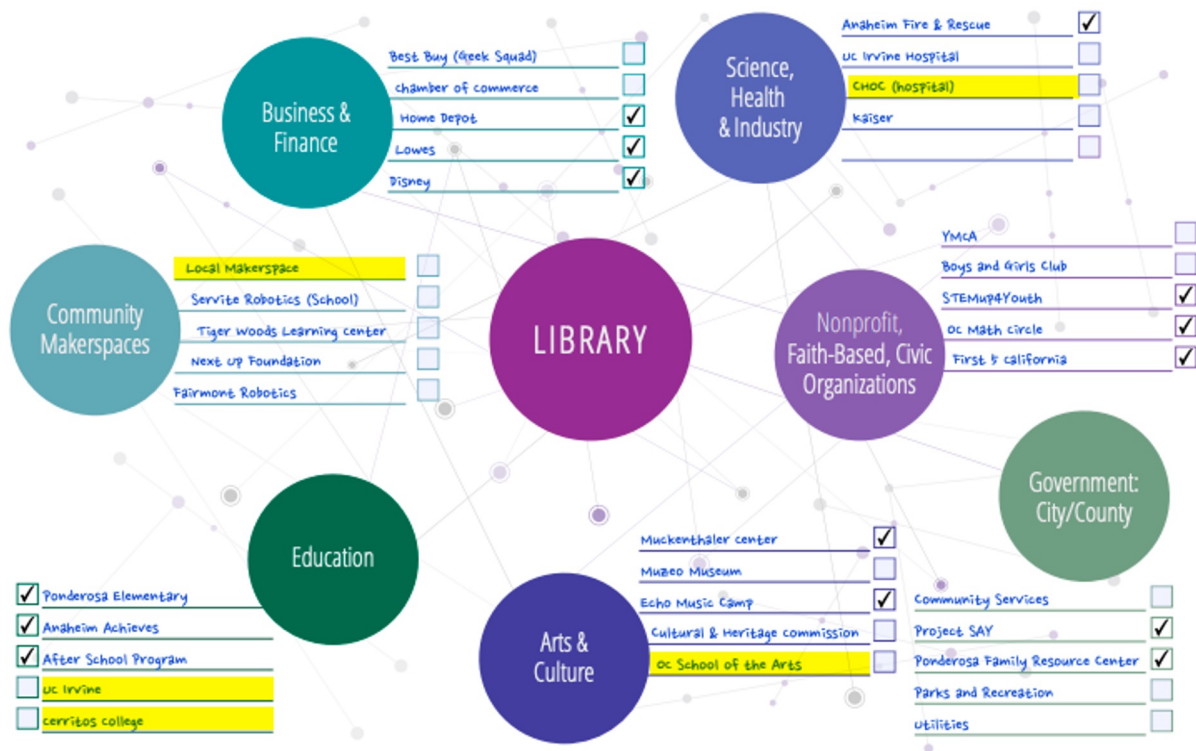 Business &
Finance
Best Buy (Geek Squad)
chamber of commerce
Home Depot
Lowes
Disney
Science,
Health
& Industry
Anaheim Fire & Rescue
UC Irvine Hospital
CHOC (hospital)
Kaiser
Community
Makerspaces
Local Makerspace
Servite Robotics (School)
Tiger Woods Learning center
Next Up Foundation
Fairmont Robotics
LIBRARY
Nonprofit,
Faith-Based, Civic
Organizations
YMCA
Boys and Girls Club
STEMup4Youth
OC Math Circle
First 5 California
Education
Ponderosa Elementary
Anaheim Achieves
After School Program
UC Irvine
cerritos college
Arts &
Culture
Muckenthaler center
Muzeo Museum
Echo Music Camp
Cultural & Heritage commission
OC School of the Arts
Government:
City/County
Community Services
Project SAY
Ponderosa Family Resource Center
Parks and Recreation
utilities